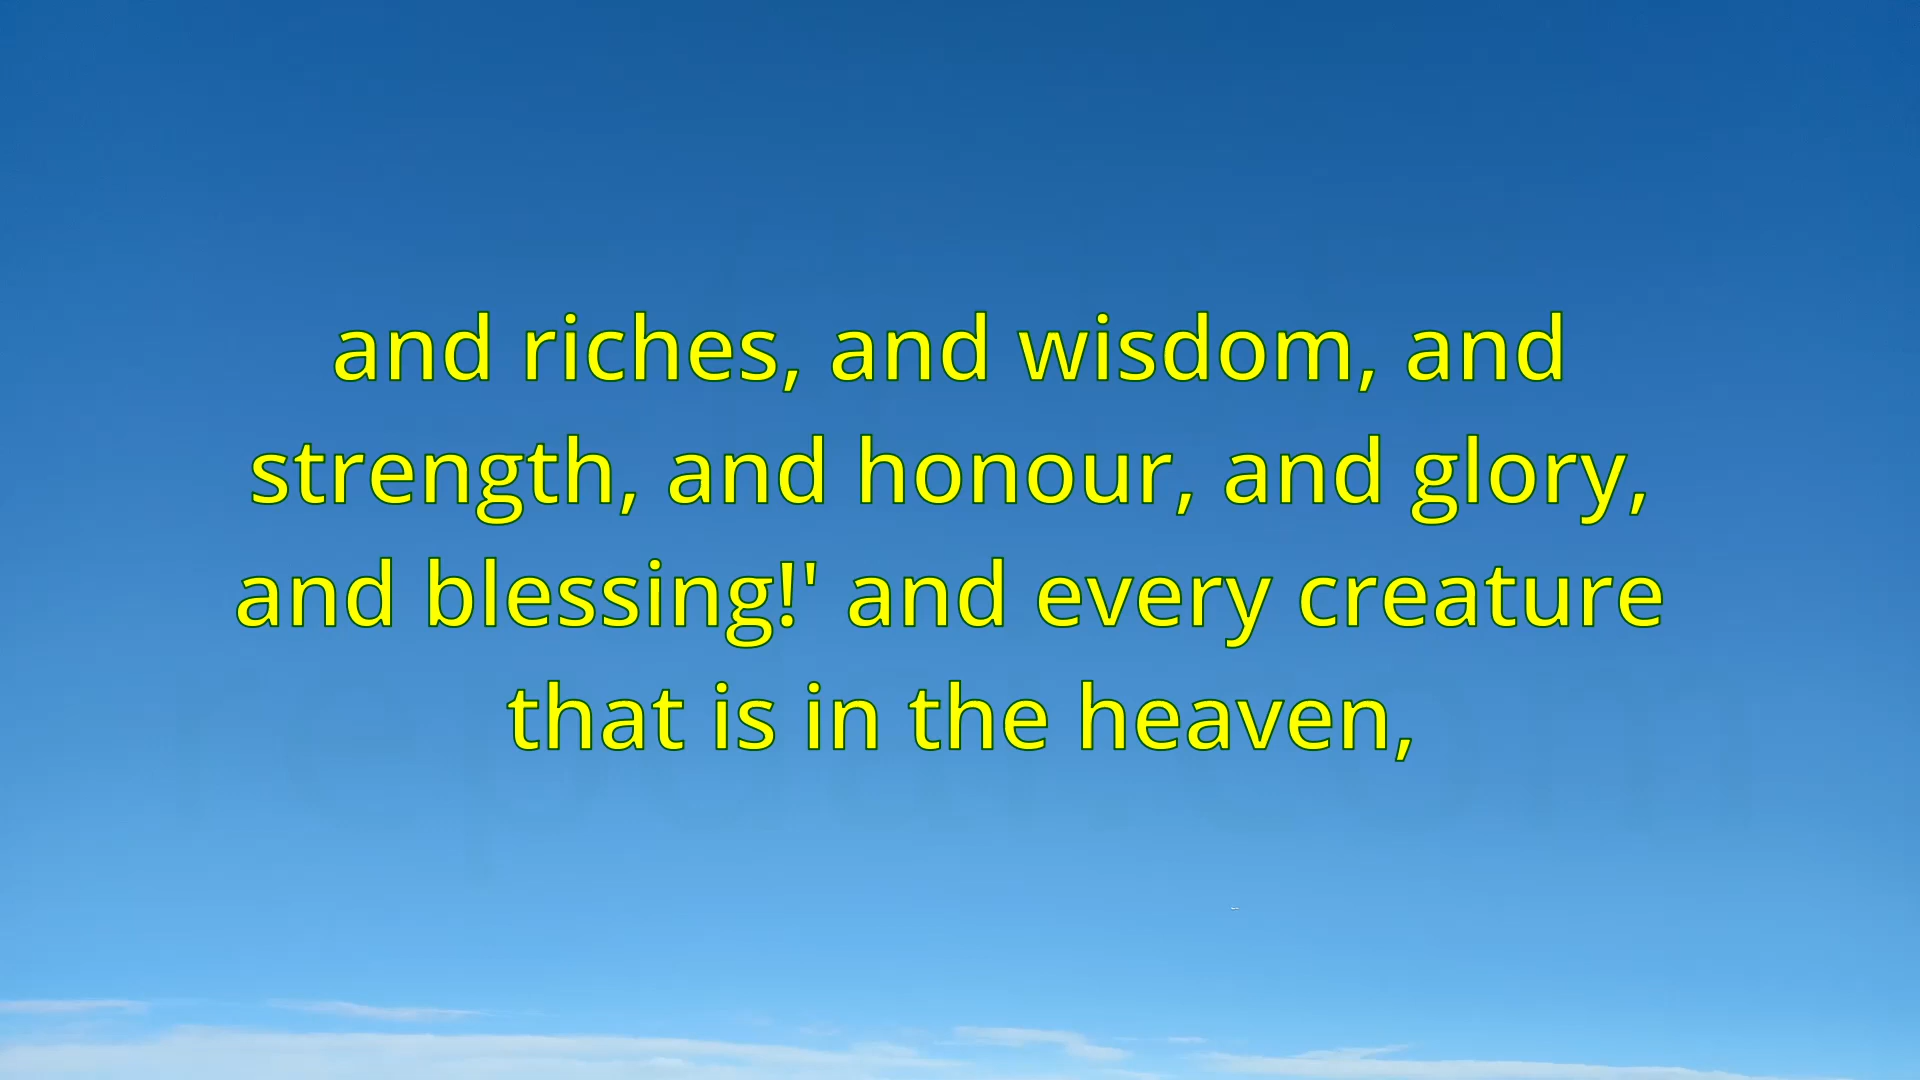 and riches, and wisdom, and
strength, and honour, and glory,
and blessing!' and every creature
that is in the heaven,